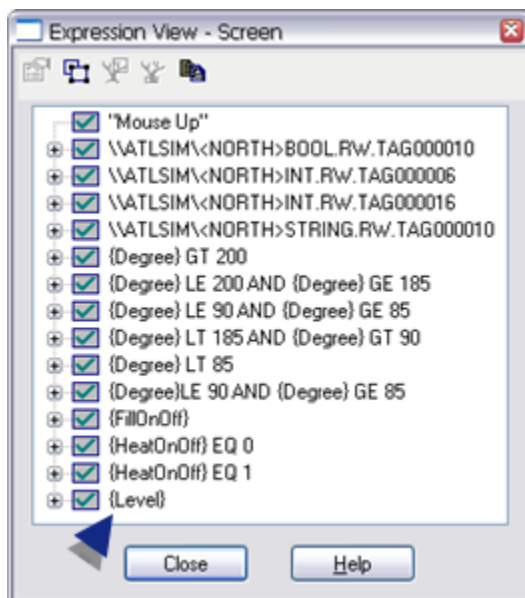 Expression View - Screen
"Mouse Up"
\\ATLSIM\<NORTH>BOOL.RW.TAG000010
\\ATLSIM\<NORTH>INT.RW.TAG000006
\\ATLSIM\<NORTH>INT.RW.TAG000016
\\ATLSIM\<NORTH>STRING.RW.TAG000010
{Degree} GT 200
{Degree} LE 200 AND {Degree} GE 185
{Degree} LE 90 AND {Degree} GE 85
{Degree} LT 185 AND {Degree} GT 90
{Degree} LT 85
{Degree}LE 90 AND {Degree} GE 85
{FillOnOff}
{HeatOnOff} EQ 0
{HeatOnOff} EQ 1
{Level}
Close Help